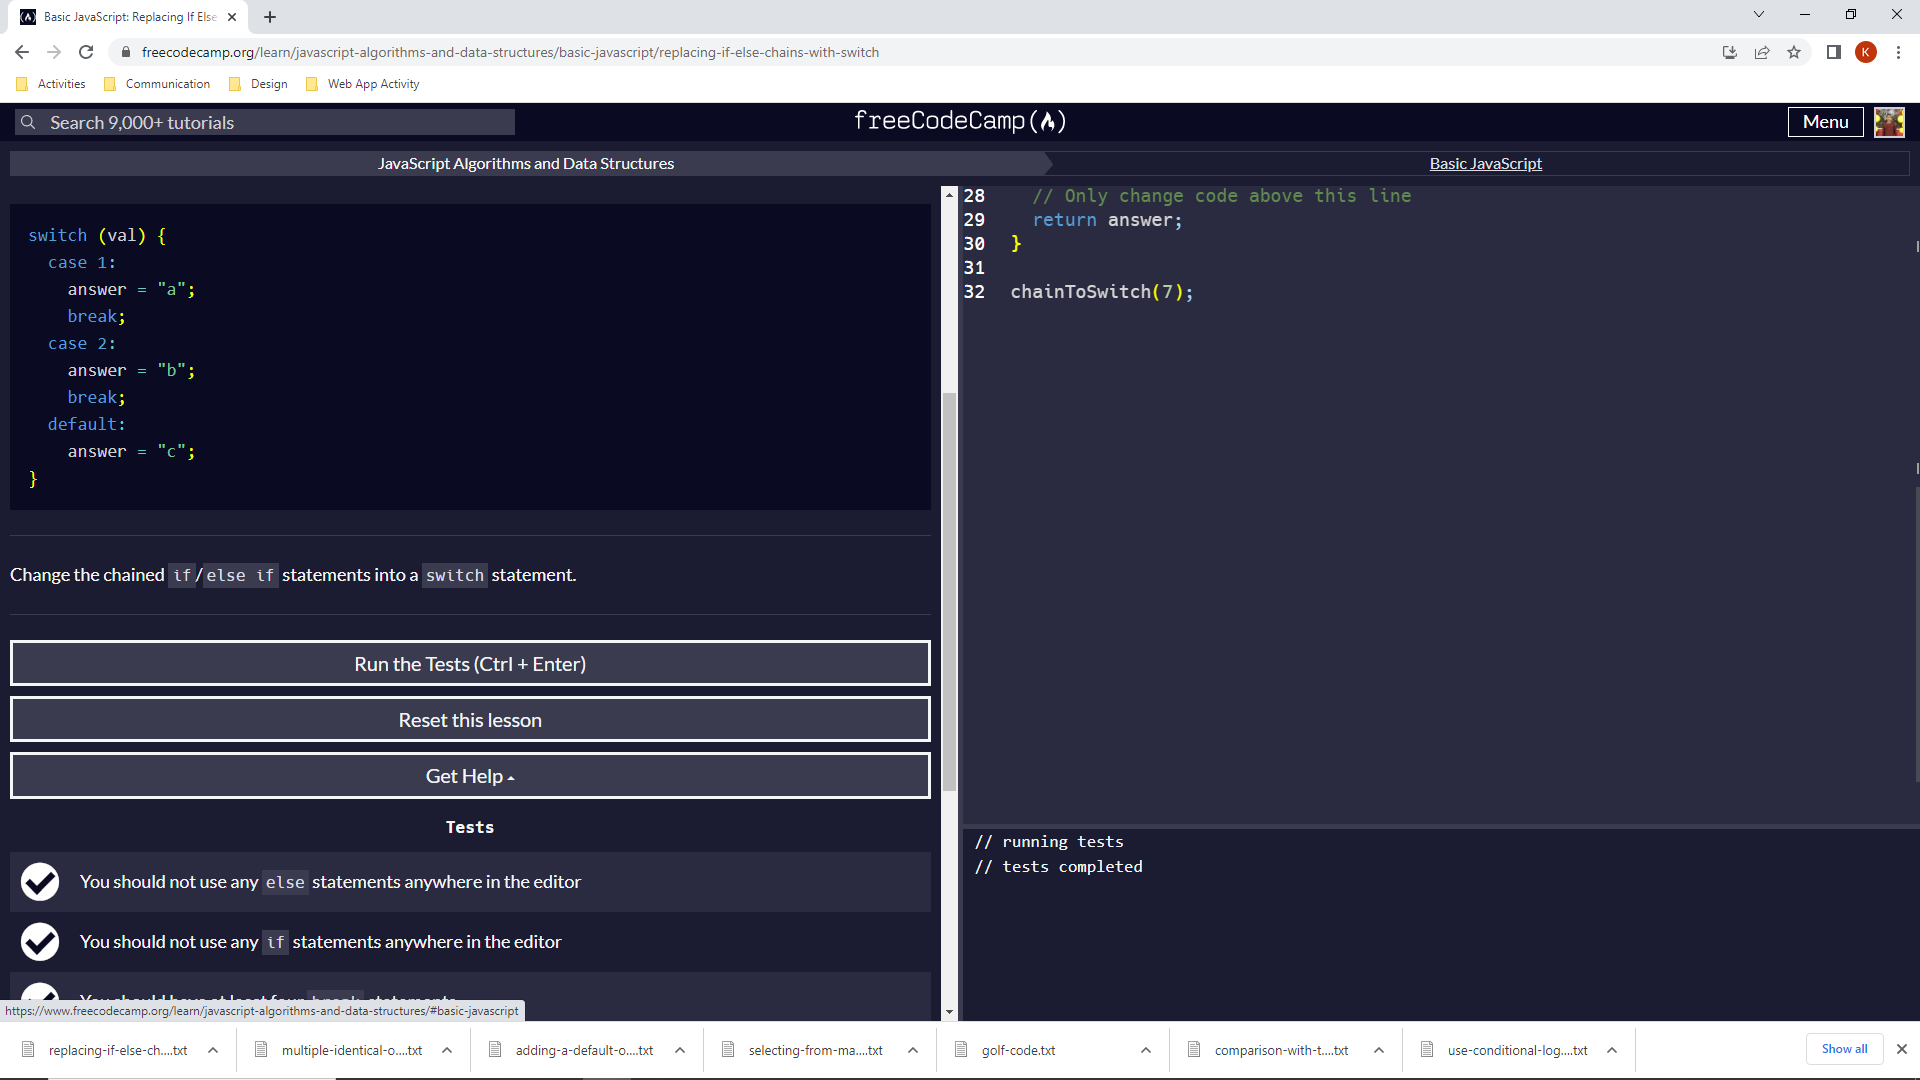 Basic JavaScript: Replacing If Else
freecodecamp.org/learn/javascript-algorithms-and-data-structures/basic-javascript/replacing-if-else-chains-with-switch
K
Activities
Communication
Design
Web App Activity
Search 9,000+ tutorials
freeCodeCamp
Menu
JavaScript Algorithms and Data Structures
Basic JavaScript
switch (val) {
case 1:
answer = "a";
break;
case 2:
answer = "b";
break;
default:
answer = "c";
}
Change the chained if/else if statements into a switch statement.
Run the Tests (Ctrl + Enter)
Reset this lesson
Get Help
Tests
You should not use any else statements anywhere in the editor
You should not use any if statements anywhere in the editor
You should have at least four break statements
https://www.freecodecamp.org/learn/javascript-algorithms-and-data-structures/#basic-javascript
28 // Only change code above this line
29 return answer;
30 }
31
32 chainToSwitch(7);
// running tests
// tests completed
replacing-if-else-ch....txt
multiple-identical-o....txt
adding-a-default-o....txt
selecting-from-ma....txt
golf-code.txt
comparison-with-t....txt
use-conditional-log....txt
Show all